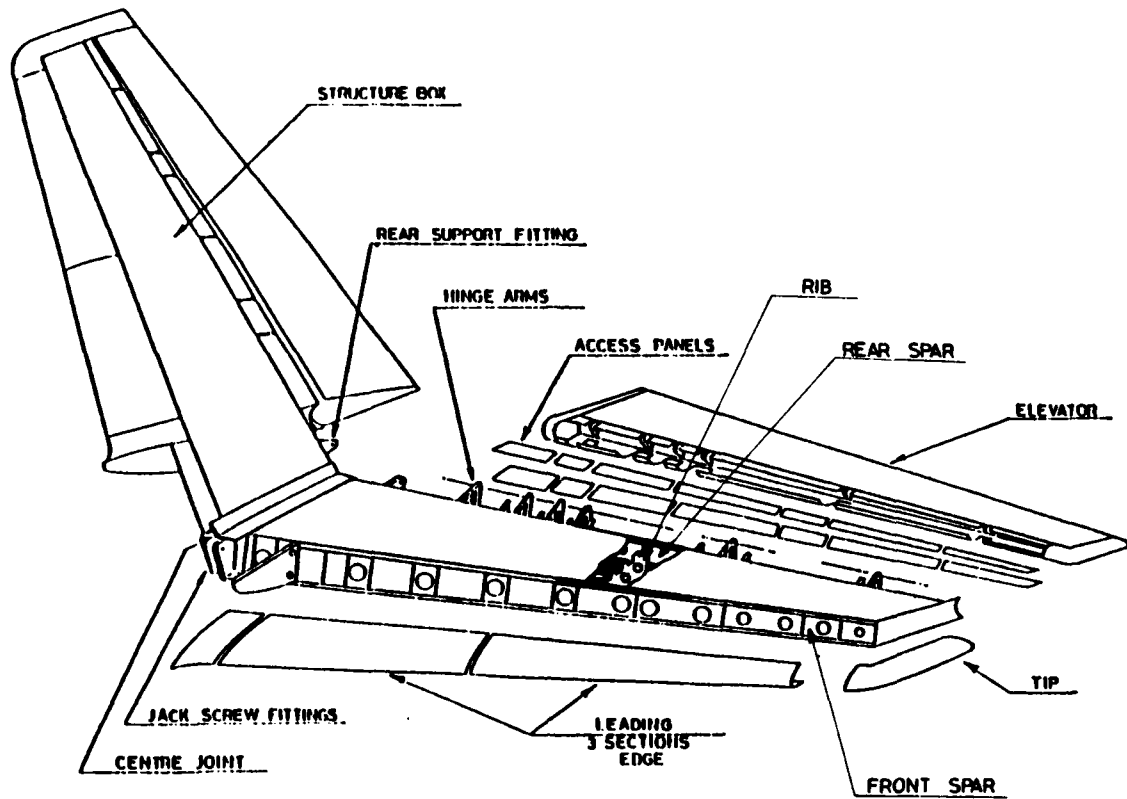 STRUCTURE BOX
REAR SUPPORT FITTING
HINGE ARMS
RIB
ACCESS PANELS
REAR SPAR
ELEVATOR
TIP
JACK SCREW FITTINGS
LEADING
3 SECTIONS
EDGE
CENTRE JOINT
FRONT SPAR